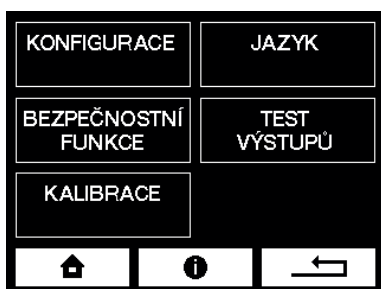 KONFIGURACE
JAZYK
BEZPEČNOSTNÍ
FUNKCE
TEST
VÝSTUPŮ
KALIBRACE